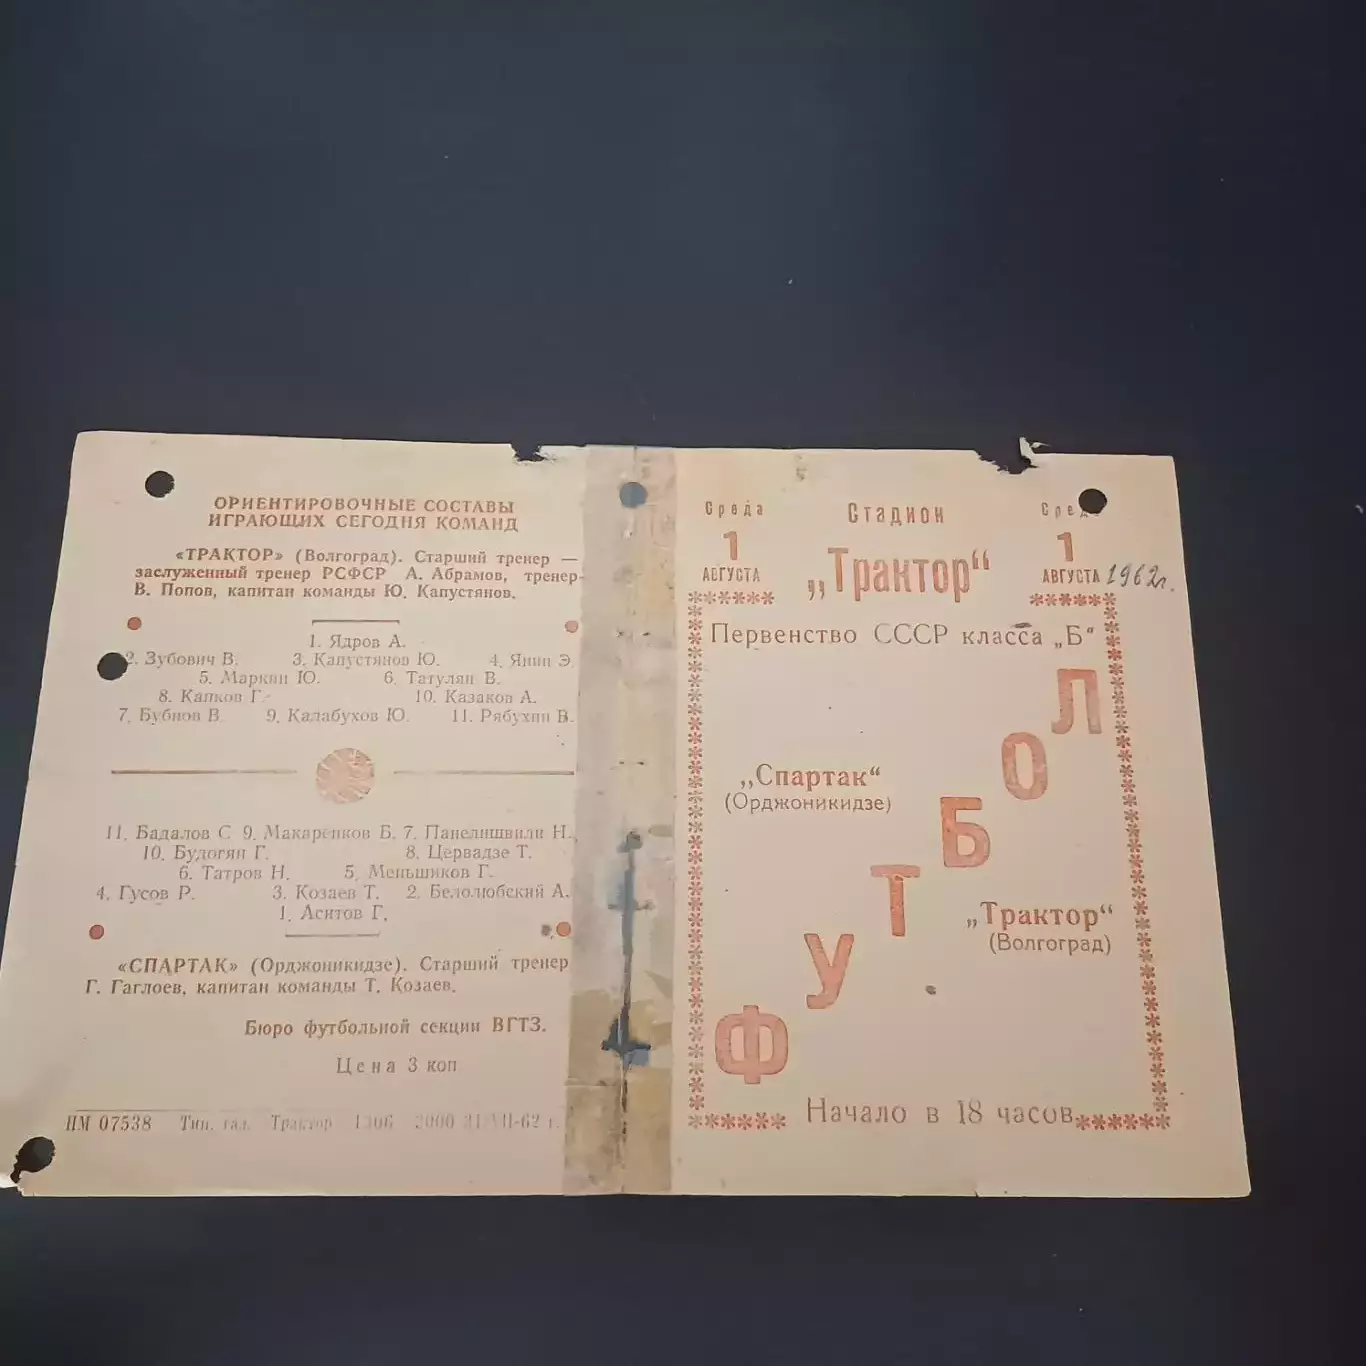 ОРИЕНТИРОВОЧНЫЕ СОСТАВЫ
ИГРАЮЩИХ СЕГОДНЯ КОМАНД
«ТРАКТОР» (Волгоград). Старший тренер —
заслуженный тренер РСФСР А. Абрамов, тренер
В. Попов, капитан команды Ю. Капустянов.
1. Ядров А.
2. Зубович В. 3. Капустянов Ю. 4. Янин Э.
5. Маркин Ю. 6. Татулян В.
8. Капков Г. 10. Казаков А.
7. Бубнов В. 9. Калабухов Ю. 11. Рябухин В.
11. Бадалов С. 9. Макаренков Б. 7. Папелишвили Н.
10. Будогян Г. 8. Цервадзе Т.
6. Татров Н. 5. Меньшиков Г.
4. Гусов Р. 3. Козаев Т. 2. Белолюбский А.
1. Аситов Г.
«СПАРТАК» (Орджоникидзе). Старший тренер
Г. Гаглоев, капитан команды Т. Козаев.
Бюро футбольной секции ВГТЗ.
Цена 3 коп
НМ 07538 Тип. газ. Трактор 1306 2000 31/VII-62 г.
Среда Стадион Среда
1 1
АВГУСТА „Трактор“ АВГУСТА 1962г.
Первенство СССР класса „Б“
ФУТБОЛ
„Спартак“
(Орджоникидзе)
„Трактор“
(Волгоград)
Начало в 18 часов